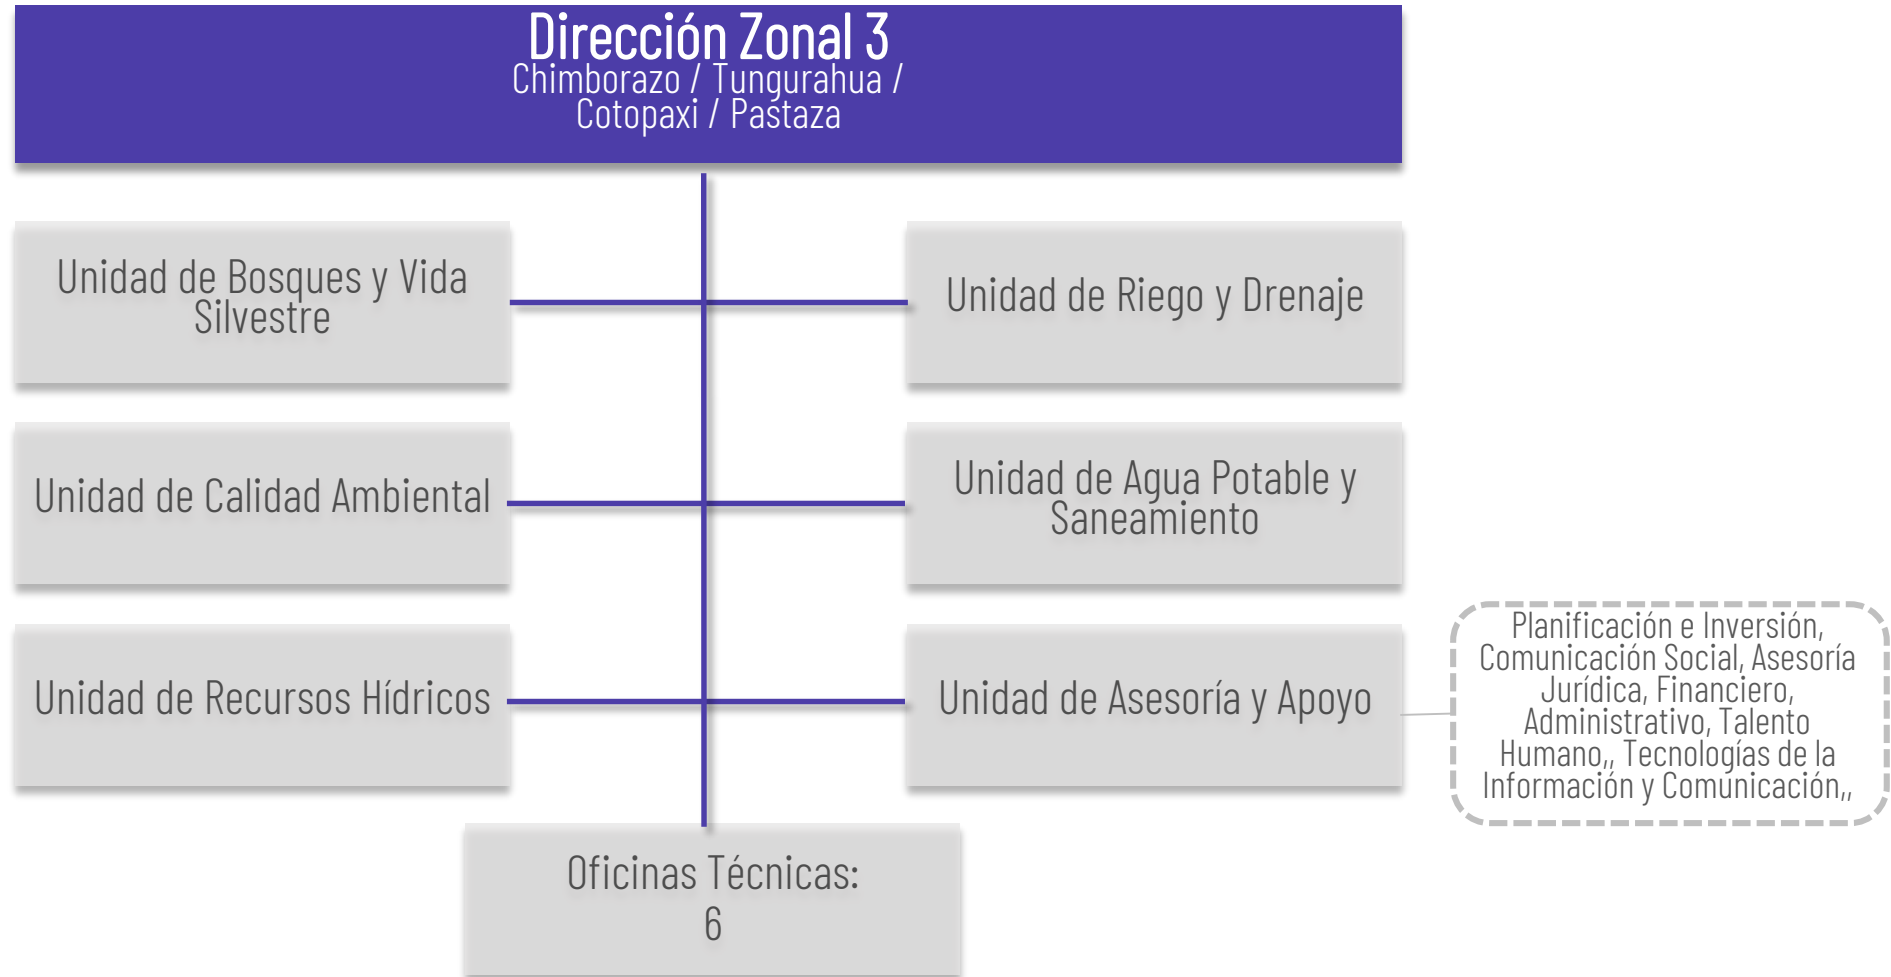 Dirección Zonal 3
Chimborazo / Tungurahua /
Cotopaxi / Pastaza
Unidad de Bosques y Vida
Silvestre
Unidad de Riego y Drenaje
Unidad de Calidad Ambiental
Unidad de Agua Potable y
Saneamiento
Unidad de Recursos Hídricos
Unidad de Asesoría y Apoyo
Planificación e Inversión,
Comunicación Social, Asesoría
Jurídica, Financiero,
Administrativo, Talento
Humano,, Tecnologías de la
Información y Comunicación,,
Oficinas Técnicas:
6